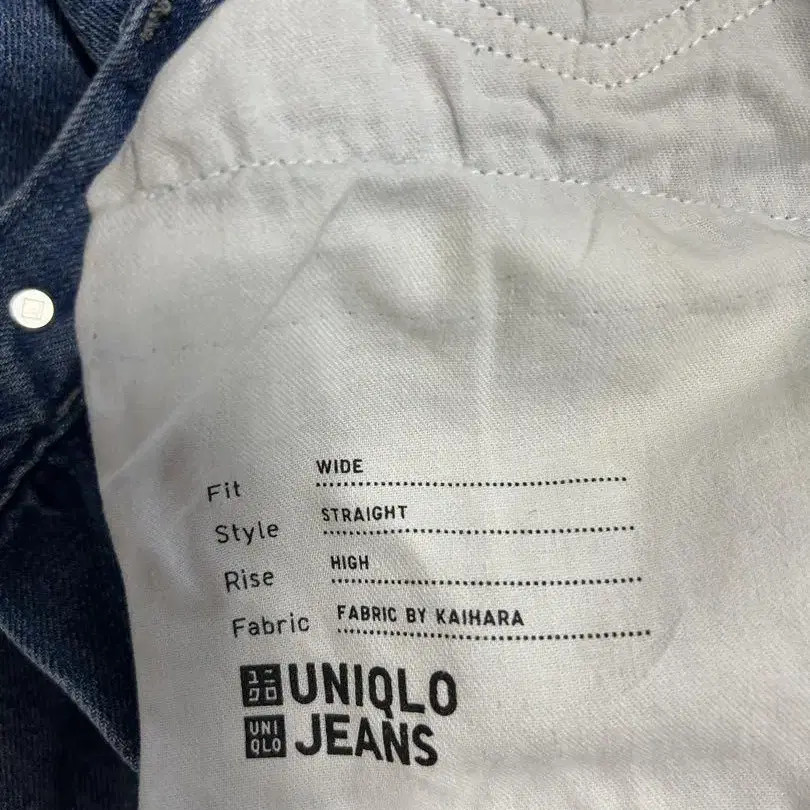 Fit WIDE
Style STRAIGHT
Rise HIGH
Fabric FABRIC BY KAIHARA
ユニ
クロ
UNIQLO
UNI
QLO
JEANS